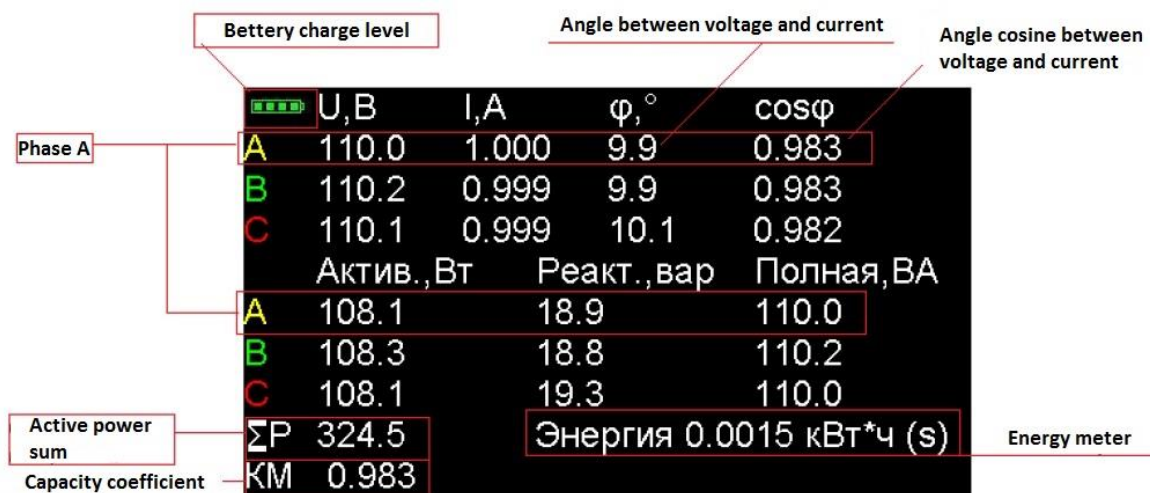 Bettery charge level
Angle between voltage and current
Angle cosine between
voltage and current
U,В I,А φ,° cosφ
Phase A
A 110.0 1.000 9.9 0.983
B 110.2 0.999 9.9 0.983
C 110.1 0.999 10.1 0.982
Актив.,Вт Реакт.,вар Полная,ВА
A 108.1 18.9 110.0
B 108.3 18.8 110.2
C 108.1 19.3 110.0
Active power
sum
ΣP 324.5 Энергия 0.0015 кВт*ч (s)
Energy meter
Capacity coefficient
КМ 0.983